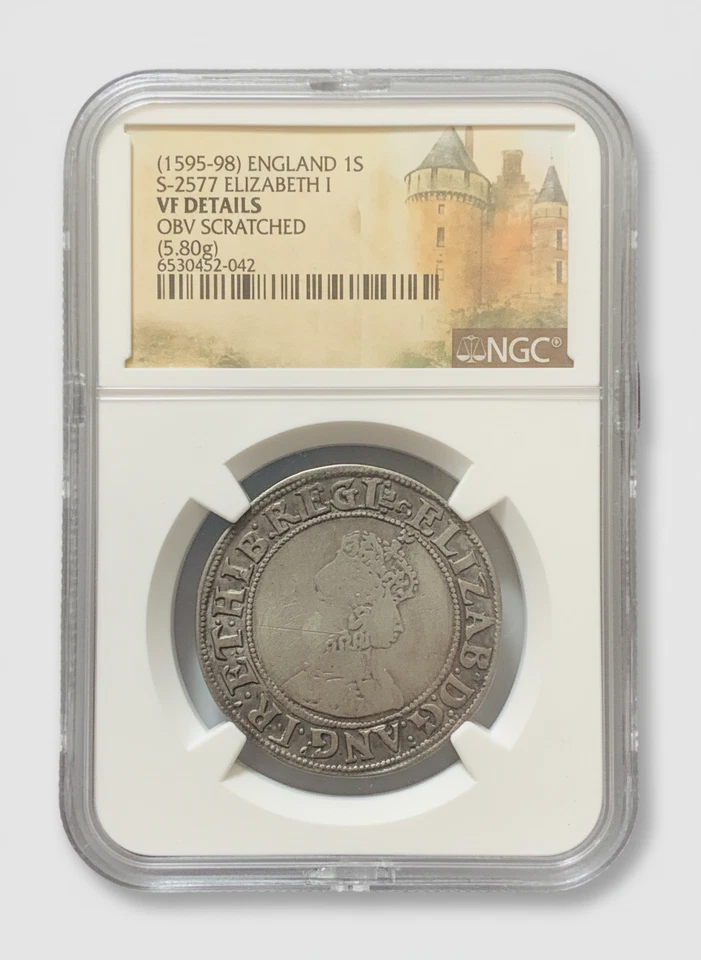 (1595-98) ENGLAND 1S
S-2577 ELIZABETH I
VF DETAILS
OBV SCRATCHED
(5.80g)
6530452-042
NGC®
ELIZAB·D·G·ANG·FR·ET·HIB·REGI